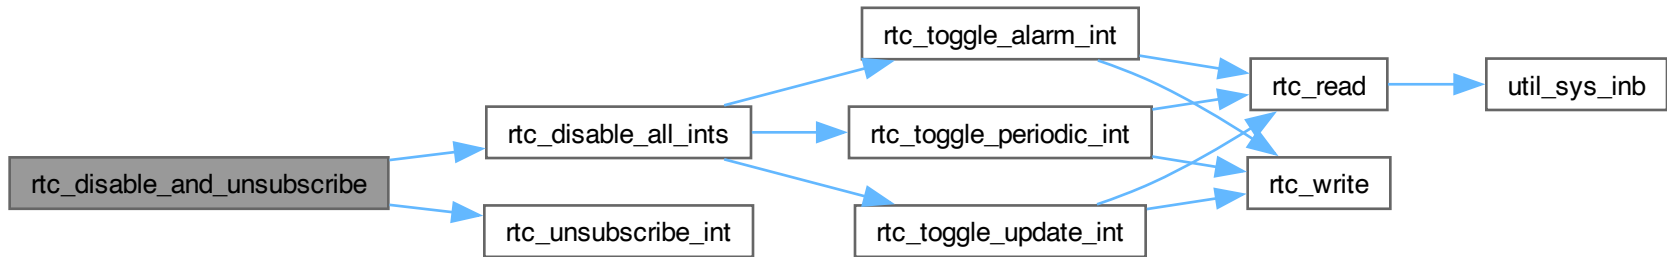 rtc_disable_and_unsubscribe
rtc_disable_all_ints
rtc_unsubscribe_int
rtc_toggle_alarm_int
rtc_toggle_periodic_int
rtc_toggle_update_int
rtc_read
rtc_write
util_sys_inb